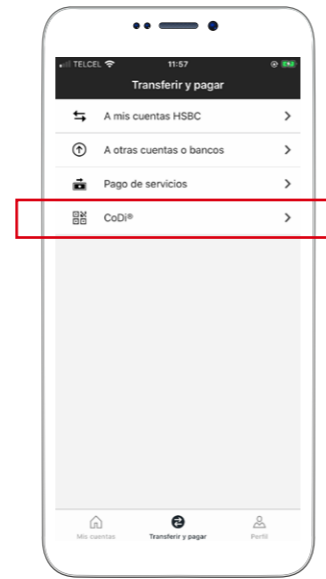 TELCEL 11:57
Transferir y pagar
A mis cuentas HSBC
A otras cuentas o bancos
Pago de servicios
CoDi®
Mis cuentas Transferir y pagar Perfil